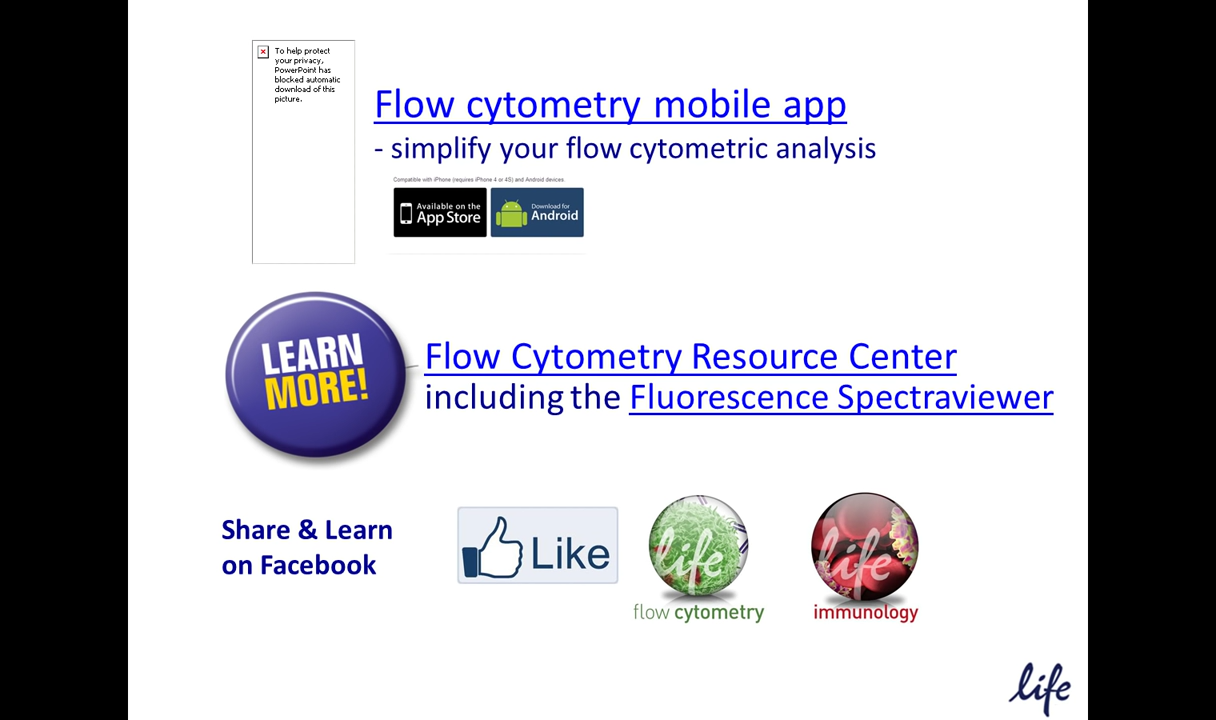 To help protect
your privacy,
PowerPoint has
blocked automatic
download of this
picture.
Flow cytometry mobile app
- simplify your flow cytometric analysis
Compatible with iPhone (requires iPhone 4 or 4S) and Android devices.
Available on the
App Store
Download for
Android
LEARN
MORE!
Flow Cytometry Resource Center
including the Fluorescence Spectraviewer
Share & Learn
on Facebook
Like
life
flow cytometry
life
immunology
life